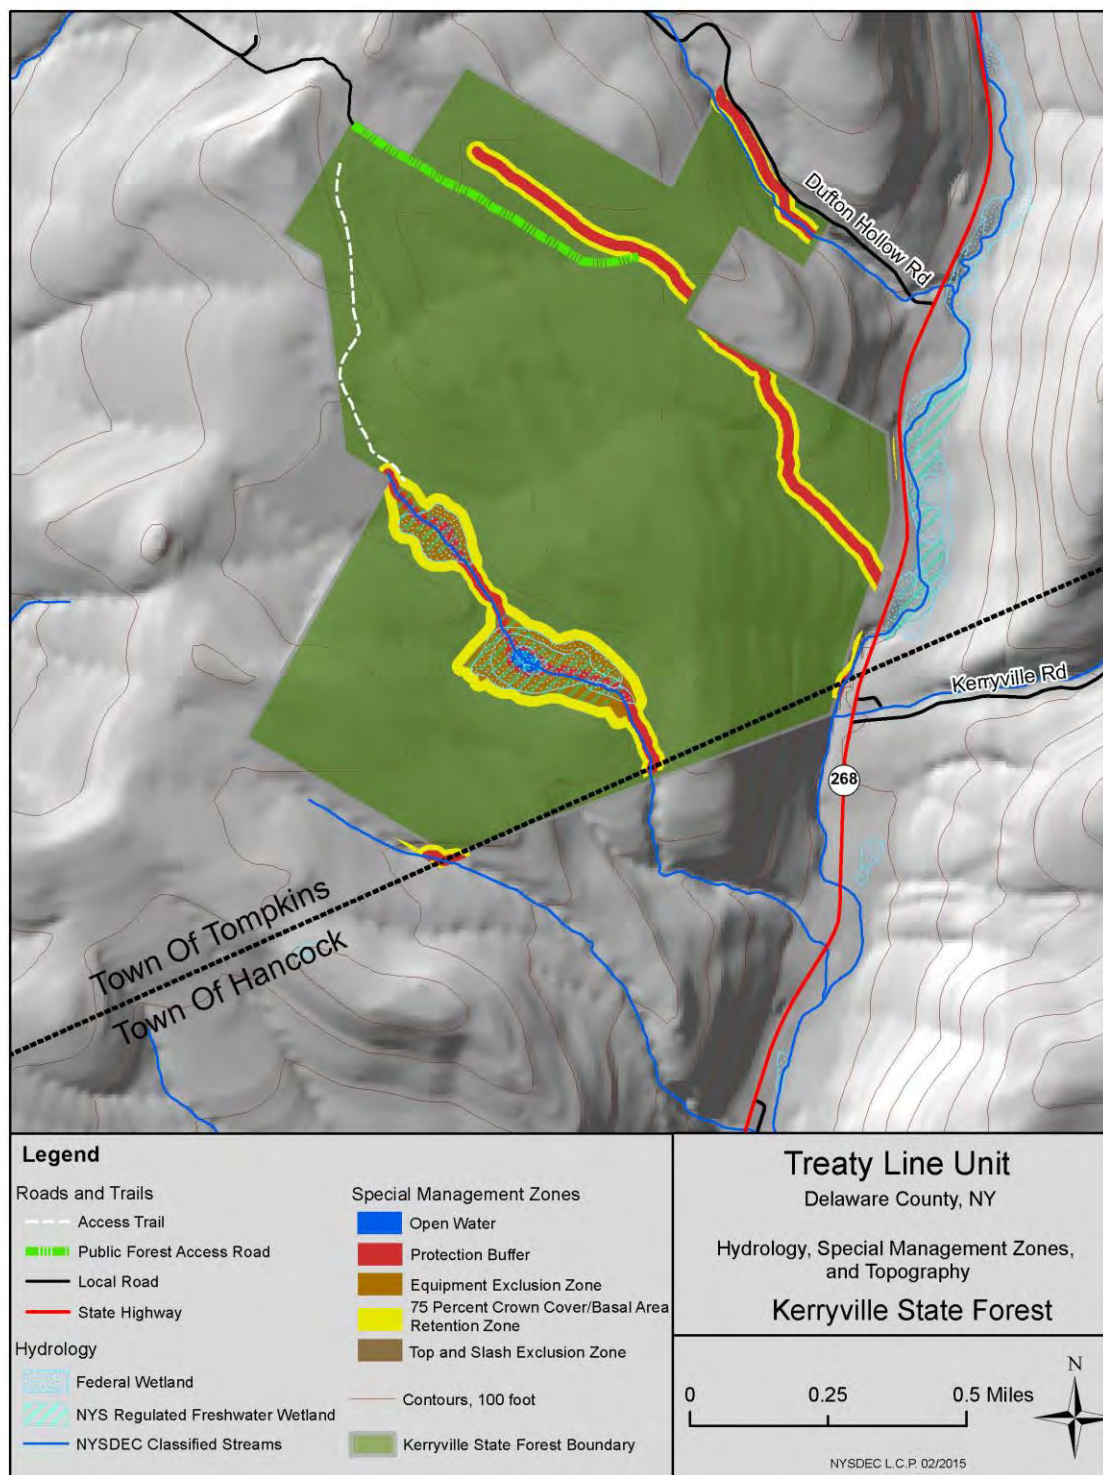 Dufton Hollow Rd
Kerryville Rd
268
Town Of Tompkins
Town Of Hancock
Legend
Roads and Trails
Access Trail
Public Forest Access Road
Local Road
State Highway
Hydrology
Federal Wetland
NYS Regulated Freshwater Wetland
NYSDEC Classified Streams
Special Management Zones
Open Water
Protection Buffer
Equipment Exclusion Zone
75 Percent Crown Cover/Basal Area
Retention Zone
Top and Slash Exclusion Zone
Contours, 100 foot
Kerryville State Forest Boundary
Treaty Line Unit
Delaware County, NY
Hydrology, Special Management Zones,
and Topography
Kerryville State Forest
0 0.25 0.5 Miles
N
NYSDEC L.C.P. 02/2015